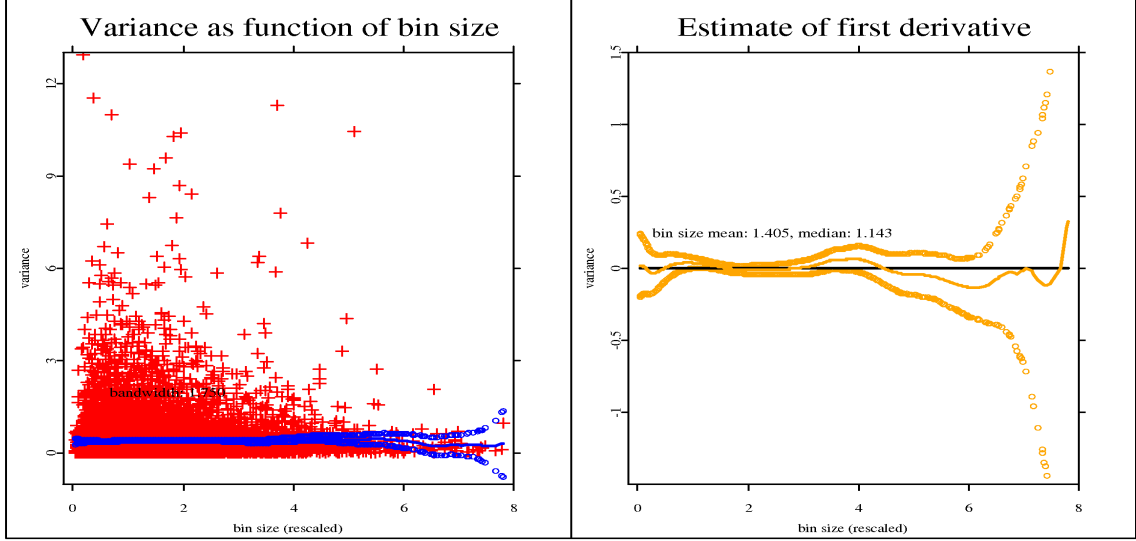 Variance as function of bin size
12
9
6
3
0
variance
bandwidth: 1.750
0 2 4 6 8
bin size (rescaled)
Estimate of first derivative
1.5
1
0.5
0
-0.5
-1
variance
bin size mean: 1.405, median: 1.143
0 2 4 6 8
bin size (rescaled)